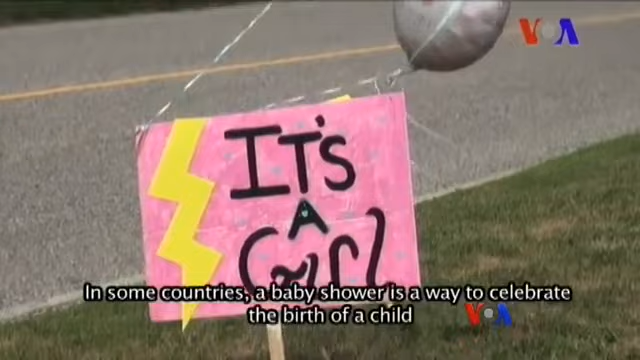 VOA
IT'S
A
GIRL
In some countries, a baby shower is a way to celebrate
the birth of a child
VOA